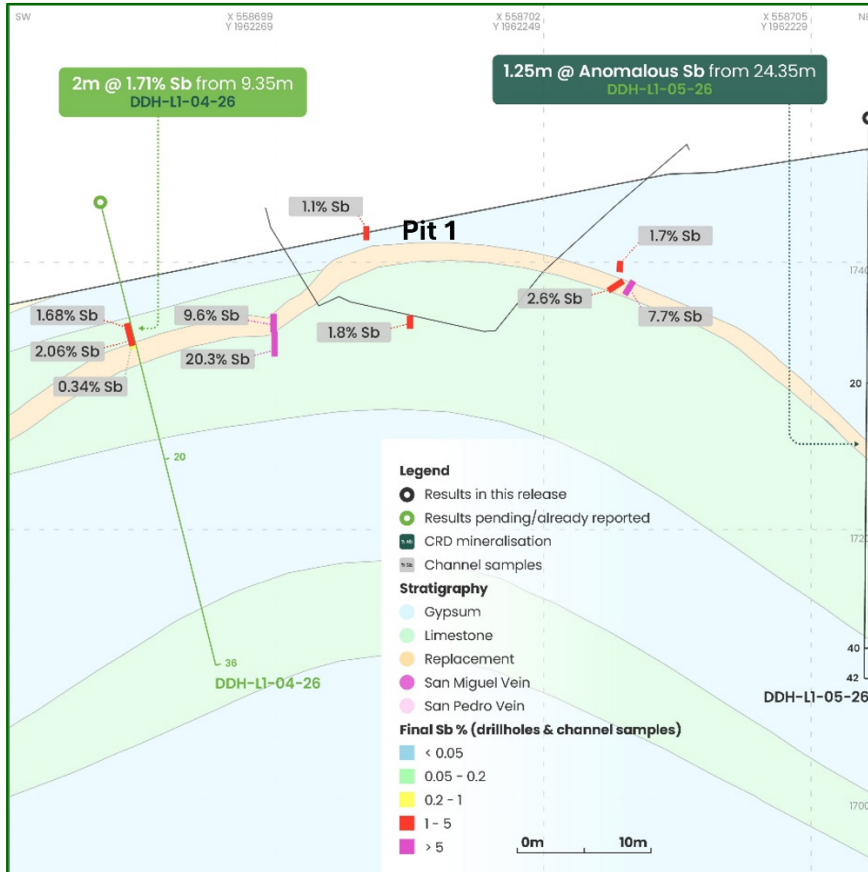 SW
X 558699
Y 1962269
X 558702
Y 1962249
X 558705
Y 1962229
NE
2m @ 1.71% Sb from 9.35m
DDH-L1-04-26
1.25m @ Anomalous Sb from 24.35m
DDH-L1-05-26
1.1% Sb
Pit 1
1.7% Sb
1740
1.68% Sb
9.6% Sb
2.6% Sb
7.7% Sb
2.06% Sb
20.3% Sb
1.8% Sb
0.34% Sb
20
20
Legend
Results in this release
Results pending/already reported
CRD mineralisation
Channel samples
1720
Stratigraphy
Gypsum
Limestone
Replacement
San Miguel Vein
San Pedro Vein
36
DDH-L1-04-26
40
42
DDH-L1-05-26
Final Sb % (drillholes & channel samples)
< 0.05
0.05 - 0.2
0.2 - 1
1 - 5
> 5
1700
0m
10m